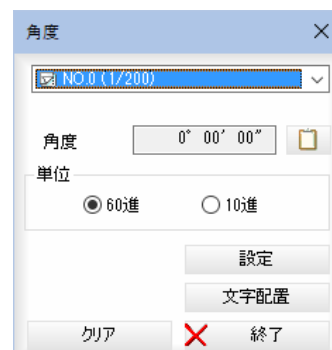 角度
NO.0 (1/200)
角度 0° 00′ 00″
単位
60進 10進
設定
文字配置
クリア 終了